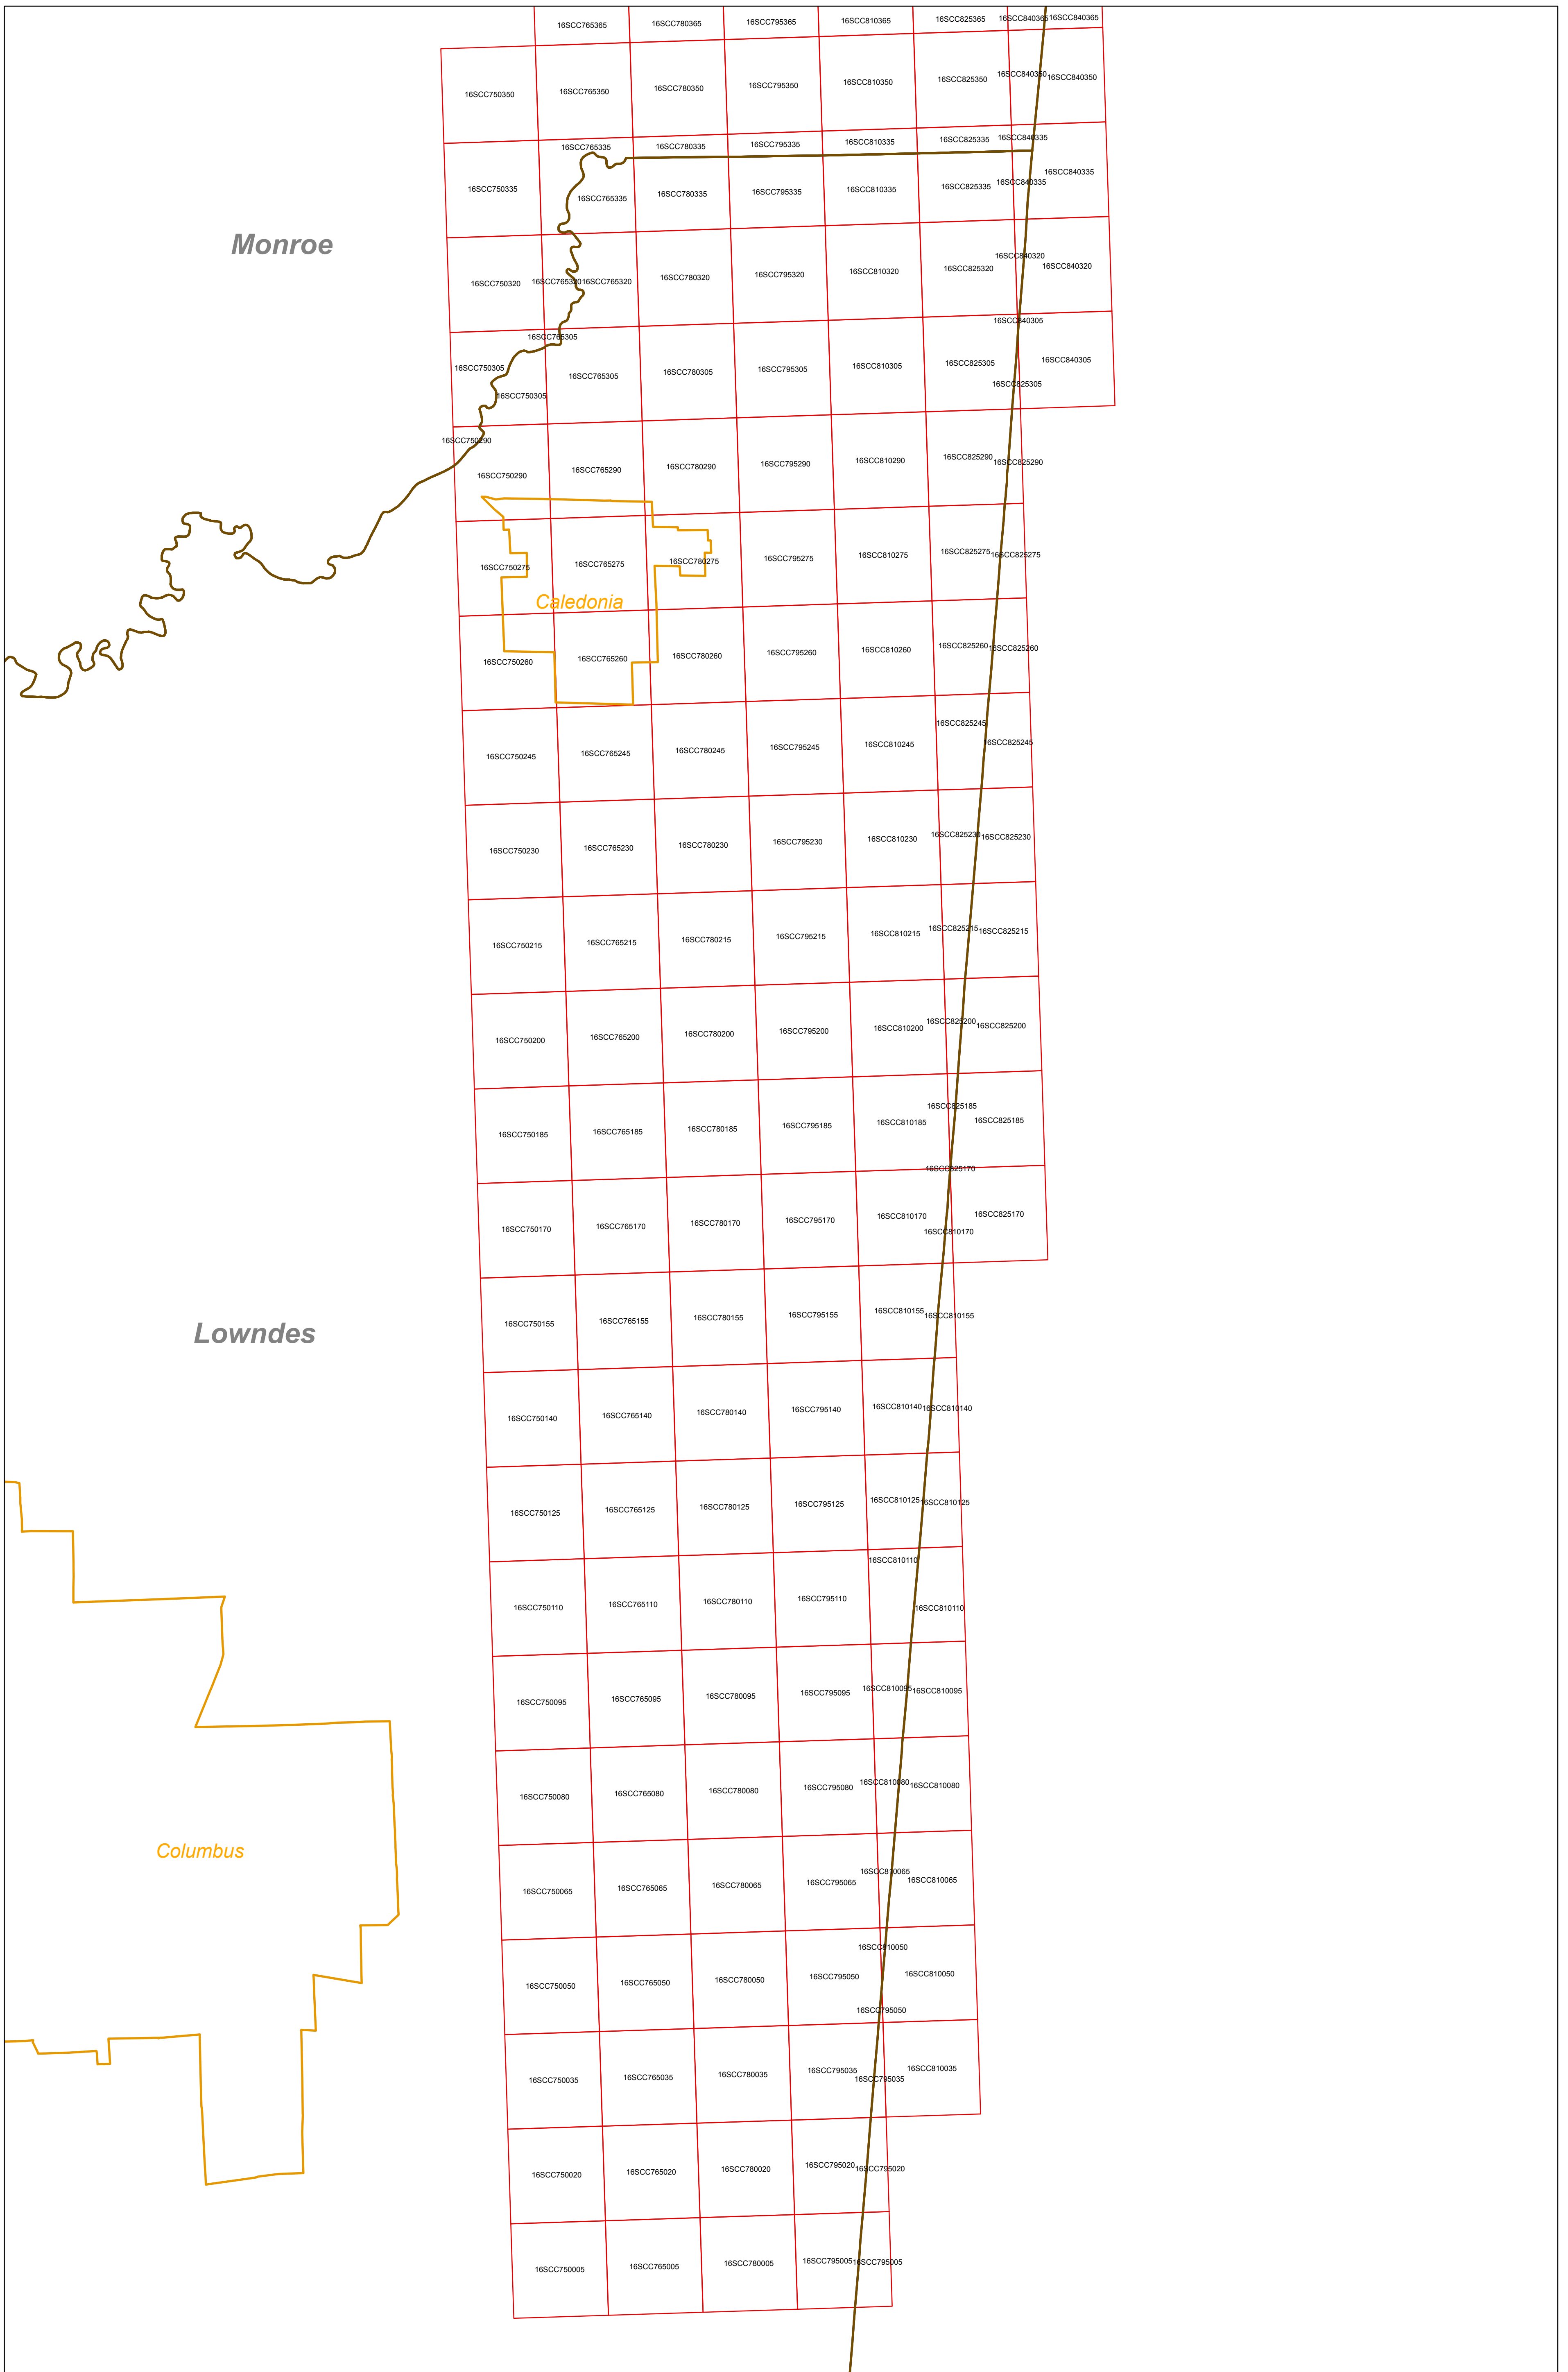 16SCC765365 16SCC780365 16SCC795365 16SCC810365 16SCC825365 16SCC840365 16SCC840365
16SCC750350 16SCC765350 16SCC780350 16SCC795350 16SCC810350 16SCC825350 16SCC840350 16SCC840350
16SCC765335 16SCC780335 16SCC795335 16SCC810335 16SCC825335 16SCC840335
16SCC750335 16SCC765335 16SCC780335 16SCC795335 16SCC810335 16SCC825335 16SCC840335 16SCC840335
Monroe
16SCC750320 16SCC765320 16SCC765320 16SCC780320 16SCC795320 16SCC810320 16SCC825320 16SCC840320 16SCC840320
16SCC765305 16SCC840305
16SCC750305 16SCC765305 16SCC780305 16SCC795305 16SCC810305 16SCC825305 16SCC840305
16SCC750305 16SCC825305
16SCC750290
16SCC750290 16SCC765290 16SCC780290 16SCC795290 16SCC810290 16SCC825290 16SCC825290
16SCC750275 16SCC765275 16SCC780275 16SCC795275 16SCC810275 16SCC825275 16SCC825275
Caledonia
16SCC750260 16SCC765260 16SCC780260 16SCC795260 16SCC810260 16SCC825260 16SCC825260
16SCC825245
16SCC750245 16SCC765245 16SCC780245 16SCC795245 16SCC810245 16SCC825245
16SCC750230 16SCC765230 16SCC780230 16SCC795230 16SCC810230 16SCC825230 16SCC825230
16SCC750215 16SCC765215 16SCC780215 16SCC795215 16SCC810215 16SCC825215 16SCC825215
16SCC750200 16SCC765200 16SCC780200 16SCC795200 16SCC810200 16SCC825200 16SCC825200
16SCC825185
16SCC750185 16SCC765185 16SCC780185 16SCC795185 16SCC810185 16SCC825185
16SCC825170
16SCC750170 16SCC765170 16SCC780170 16SCC795170 16SCC810170 16SCC825170
16SCC810170
16SCC750155 16SCC765155 16SCC780155 16SCC795155 16SCC810155 16SCC810155
Lowndes
16SCC750140 16SCC765140 16SCC780140 16SCC795140 16SCC810140 16SCC810140
16SCC750125 16SCC765125 16SCC780125 16SCC795125 16SCC810125 16SCC810125
16SCC810110
16SCC750110 16SCC765110 16SCC780110 16SCC795110 16SCC810110
16SCC750095 16SCC765095 16SCC780095 16SCC795095 16SCC810095 16SCC810095
16SCC750080 16SCC765080 16SCC780080 16SCC795080 16SCC810080 16SCC810080
Columbus
16SCC810065
16SCC750065 16SCC765065 16SCC780065 16SCC795065 16SCC810065
16SCC810050
16SCC750050 16SCC765050 16SCC780050 16SCC795050 16SCC810050
16SCC795050
16SCC750035 16SCC765035 16SCC780035 16SCC795035 16SCC795035 16SCC810035
16SCC750020 16SCC765020 16SCC780020 16SCC795020 16SCC795020
16SCC750005 16SCC765005 16SCC780005 16SCC795005 16SCC795005